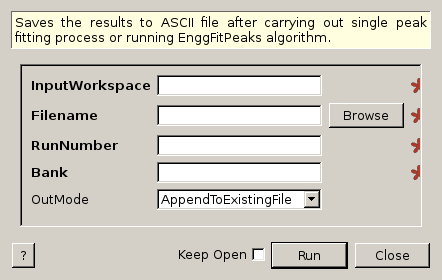 Saves the results to ASCII file after carrying out single peak
fitting process or running EnggFitPeaks algorithm.
InputWorkspace
Filename Browse
RunNumber
Bank
OutMode AppendToExistingFile
? Keep Open Run Close